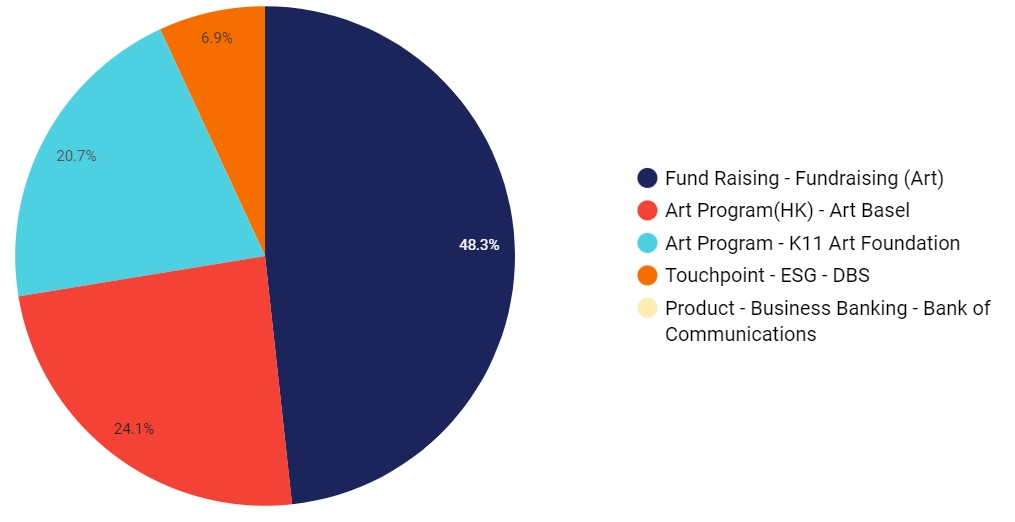 6.9%
20.7%
48.3%
24.1%
Fund Raising - Fundraising (Art)
Art Program(HK) - Art Basel
Art Program - K11 Art Foundation
Touchpoint - ESG - DBS
Product - Business Banking - Bank of
Communications